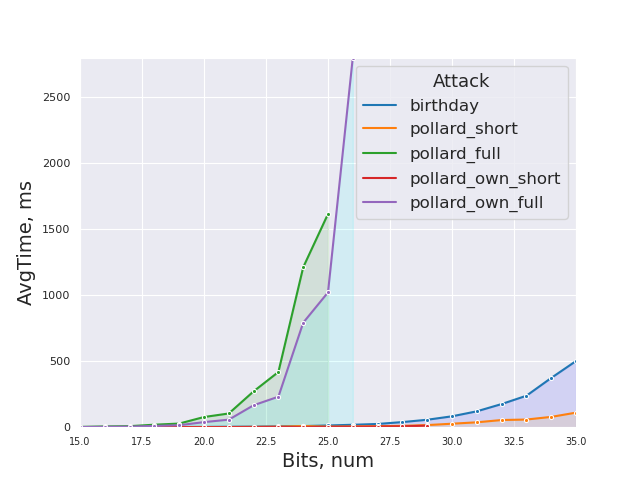 2500
2000
1500
1000
500
0
AvgTime, ms
Attack
birthday
pollard_short
pollard_full
pollard_own_short
pollard_own_full
15.0 17.5 20.0 22.5 25.0 27.5 30.0 32.5 35.0
Bits, num